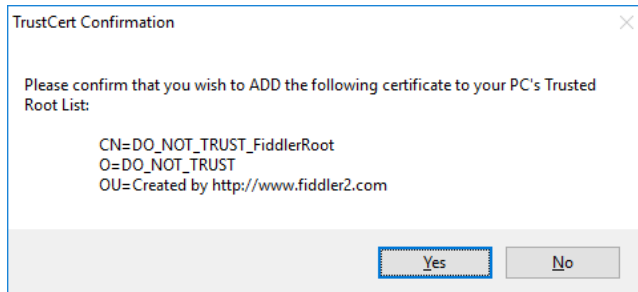 TrustCert Confirmation
Please confirm that you wish to ADD the following certificate to your PC's Trusted
Root List:
CN=DO_NOT_TRUST_FiddlerRoot
O=DO_NOT_TRUST
OU=Created by http://www.fiddler2.com
Yes
No